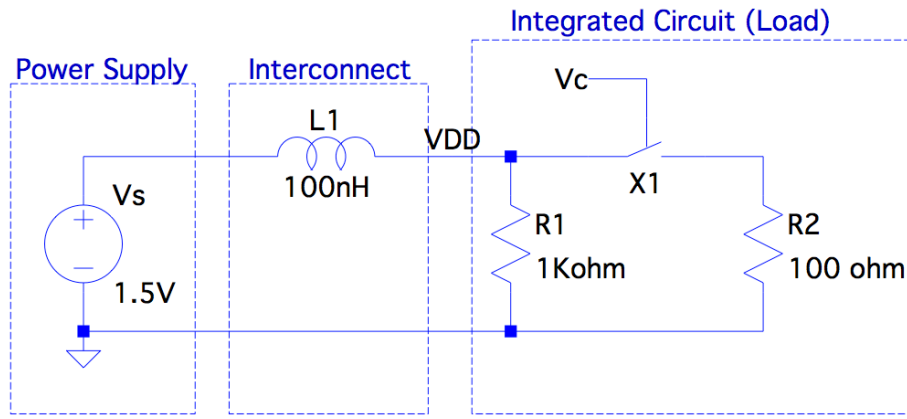 Integrated Circuit (Load)
Power Supply
Interconnect
Vc
L1
VDD
100nH
X1
Vs
+
−
1.5V
R1
1Kohm
R2
100 ohm